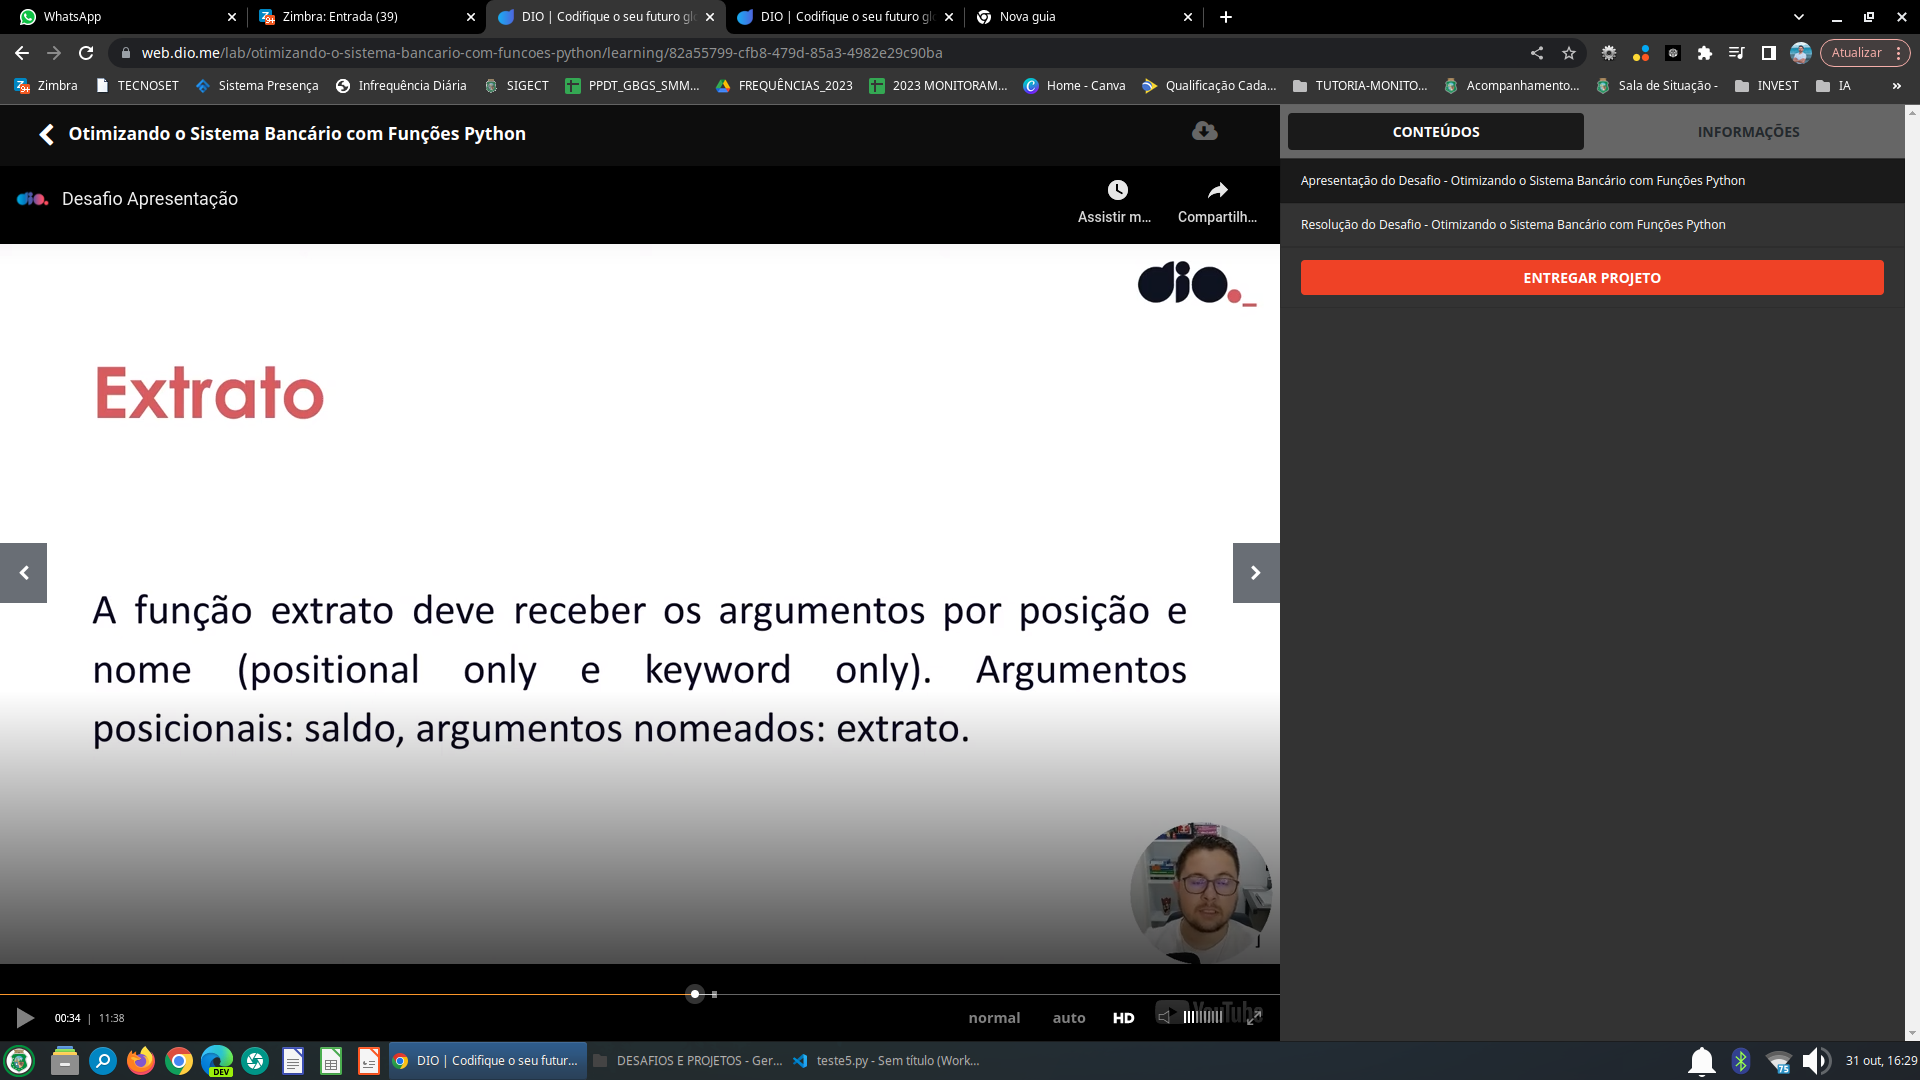 WhatsApp
Zimbra: Entrada (39)
DIO | Codifique o seu futuro gl
DIO | Codifique o seu futuro gl
Nova guia
web.dio.me/lab/otimizando-o-sistema-bancario-com-funcoes-python/learning/82a55799-cfb8-479d-85a3-4982e29c90ba
Atualizar
Zimbra
TECNOSET
Sistema Presença
Infrequência Diária
SIGECT
PPDT_GBGS_SMM...
FREQUÊNCIAS_2023
2023 MONITORAM...
Home - Canva
Qualificação Cada...
TUTORIA-MONITO...
Acompanhamento...
Sala de Situação -
INVEST
IA
»
Otimizando o Sistema Bancário com Funções Python
CONTEÚDOS
INFORMAÇÕES
dio. Desafio Apresentação
Assistir m...
Compartilh...
Apresentação do Desafio - Otimizando o Sistema Bancário com Funções Python
Resolução do Desafio - Otimizando o Sistema Bancário com Funções Python
ENTREGAR PROJETO
dio._
Extrato
A função extrato deve receber os argumentos por posição e
nome (positional only e keyword only). Argumentos
posicionais: saldo, argumentos nomeados: extrato.
00:34 | 11:38
normal
auto
HD
YouTube
DEV
DIO | Codifique o seu futur...
DESAFIOS E PROJETOS - Ger...
teste5.py - Sem título (Work...
75
31 out, 16:29